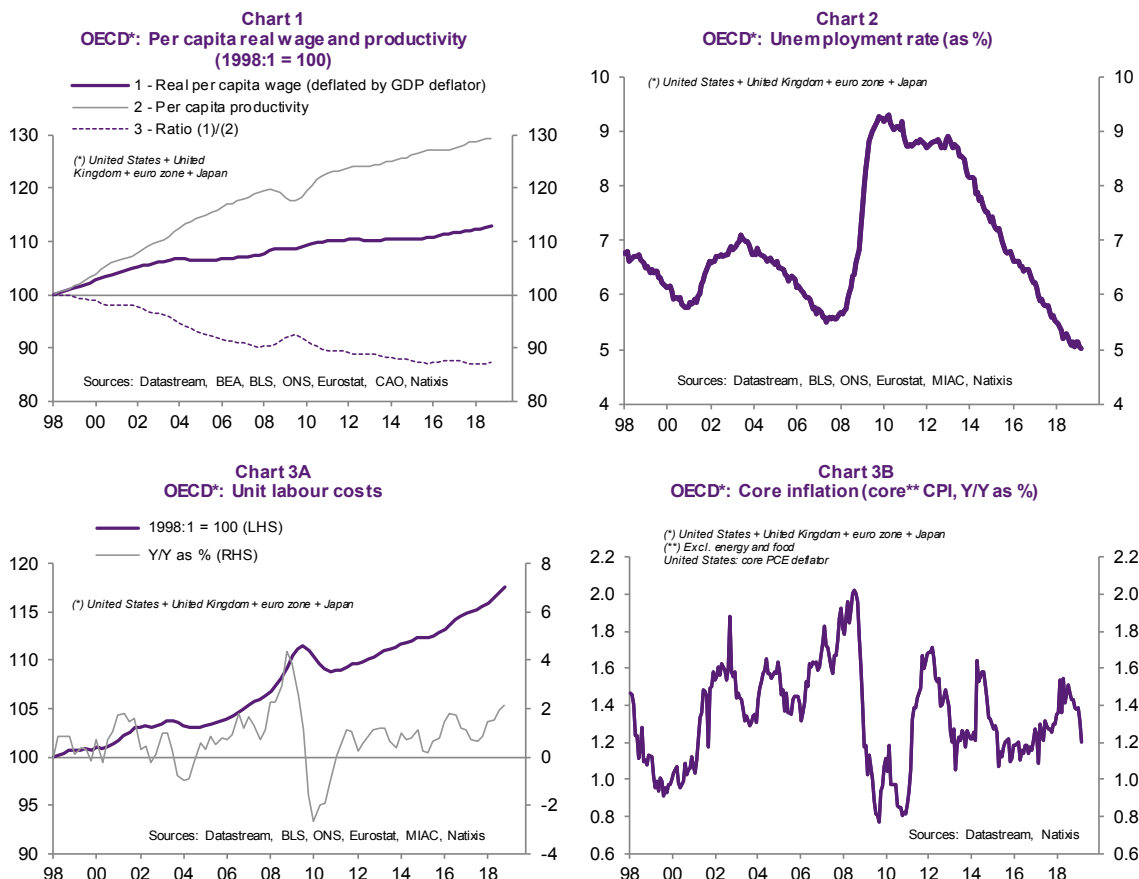 Chart 1
OECD*: Per capita real wage and productivity
(1998:1 = 100)
1 - Real per capita wage (deflated by GDP deflator)
2 - Per capita productivity
3 - Ratio (1)/(2)
130
130
(*) United States + United
Kingdom + euro zone + Japan
120
120
110
110
100
100
90
90
Sources: Datastream, BEA, BLS, ONS, Eurostat, CAO, Natixis
80
80
98 00 02 04 06 08 10 12 14 16 18
Chart 2
OECD*: Unemployment rate (as %)
10
10
(*) United States + United Kingdom + euro zone + Japan
9
9
8
8
7
7
6
6
5
5
Sources: Datastream, BLS, ONS, Eurostat, MIAC, Natixis
4
4
98 00 02 04 06 08 10 12 14 16 18
Chart 3A
OECD*: Unit labour costs
1998:1 = 100 (LHS)
Y/Y as % (RHS)
120
8
7
(*) United States + United Kingdom + euro zone + Japan
6
115
5
110
4
3
105
2
1
100
0
-1
95
-2
Sources: Datastream, BLS, ONS, Eurostat, MIAC, Natixis
-3
90
-4
98 00 02 04 06 08 10 12 14 16 18
Chart 3B
OECD*: Core inflation (core** CPI, Y/Y as %)
(*) United States + United Kingdom + euro zone + Japan
(**) Excl. energy and food
United States: core PCE deflator
2.2
2.2
2.0
2.0
1.8
1.8
1.6
1.6
1.4
1.4
1.2
1.2
1.0
1.0
0.8
0.8
Sources: Datastream, Natixis
0.6
0.6
98 00 02 04 06 08 10 12 14 16 18